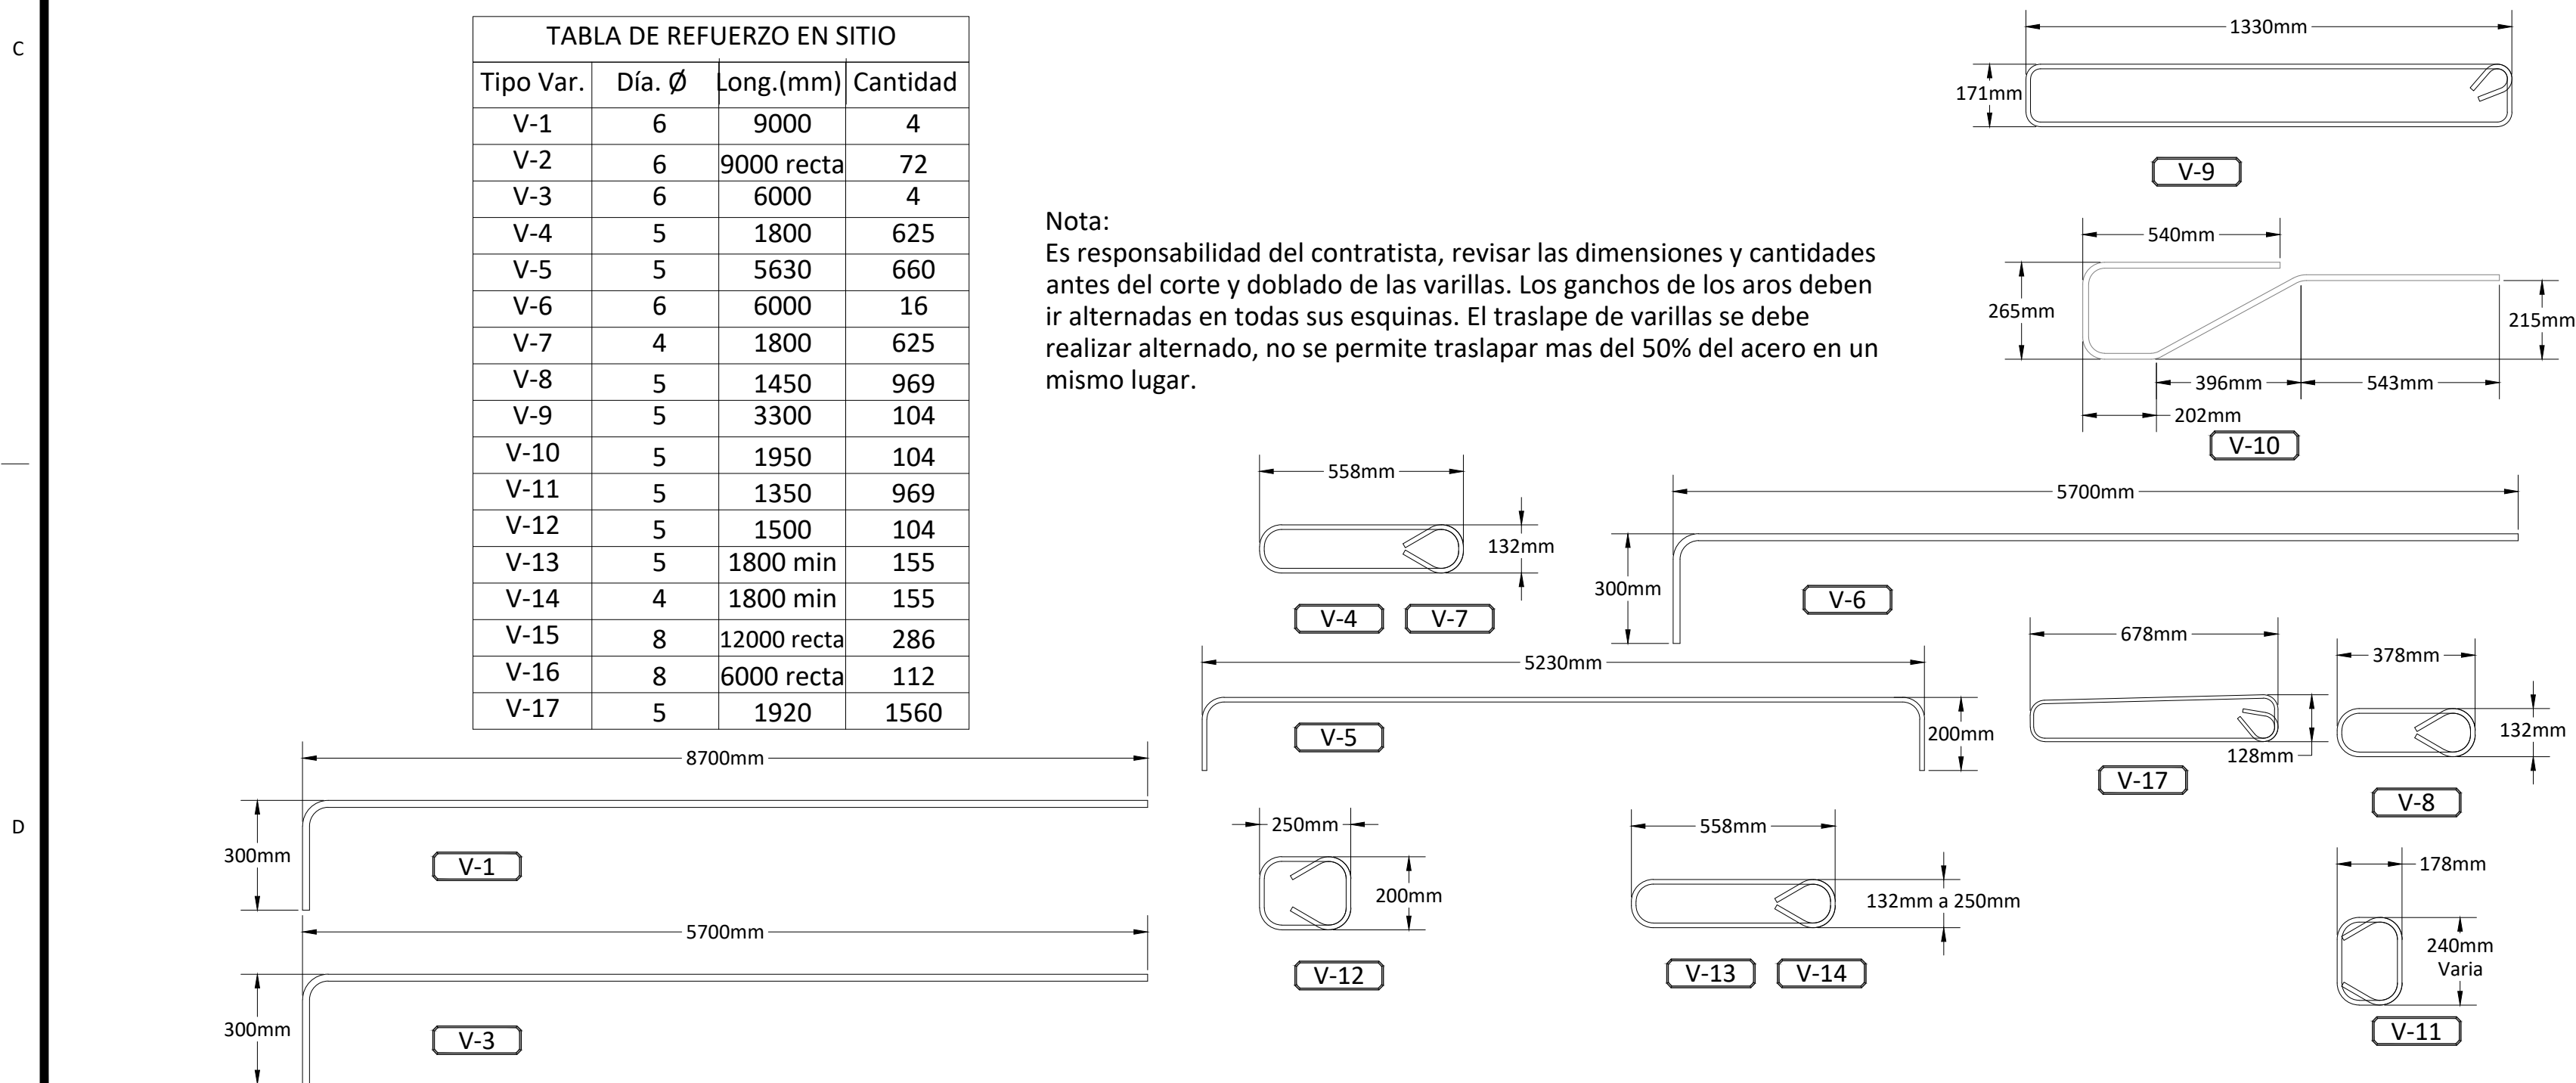 C
TABLA DE REFUERZO EN SITIO
Tipo Var. Día. Ø Long.(mm) Cantidad
V-1 6 9000 4
V-2 6 9000 recta 72
V-3 6 6000 4
V-4 5 1800 625
V-5 5 5630 660
V-6 6 6000 16
V-7 4 1800 625
V-8 5 1450 969
V-9 5 3300 104
V-10 5 1950 104
V-11 5 1350 969
V-12 5 1500 104
V-13 5 1800 min 155
V-14 4 1800 min 155
V-15 8 12000 recta 286
V-16 8 6000 recta 112
V-17 5 1920 1560
Nota:
Es responsabilidad del contratista, revisar las dimensiones y cantidades
antes del corte y doblado de las varillas. Los ganchos de los aros deben
ir alternadas en todas sus esquinas. El traslape de varillas se debe
realizar alternado, no se permite traslapar mas del 50% del acero en un
mismo lugar.
1330mm
171mm
V-9
540mm
265mm
215mm
396mm
543mm
202mm
V-10
558mm
132mm
V-4
V-7
5700mm
300mm
V-6
5230mm
200mm
V-5
678mm
128mm
V-17
378mm
132mm
V-8
D
8700mm
300mm
V-1
5700mm
300mm
V-3
250mm
200mm
V-12
558mm
132mm a 250mm
V-13
V-14
178mm
240mm
Varia
V-11